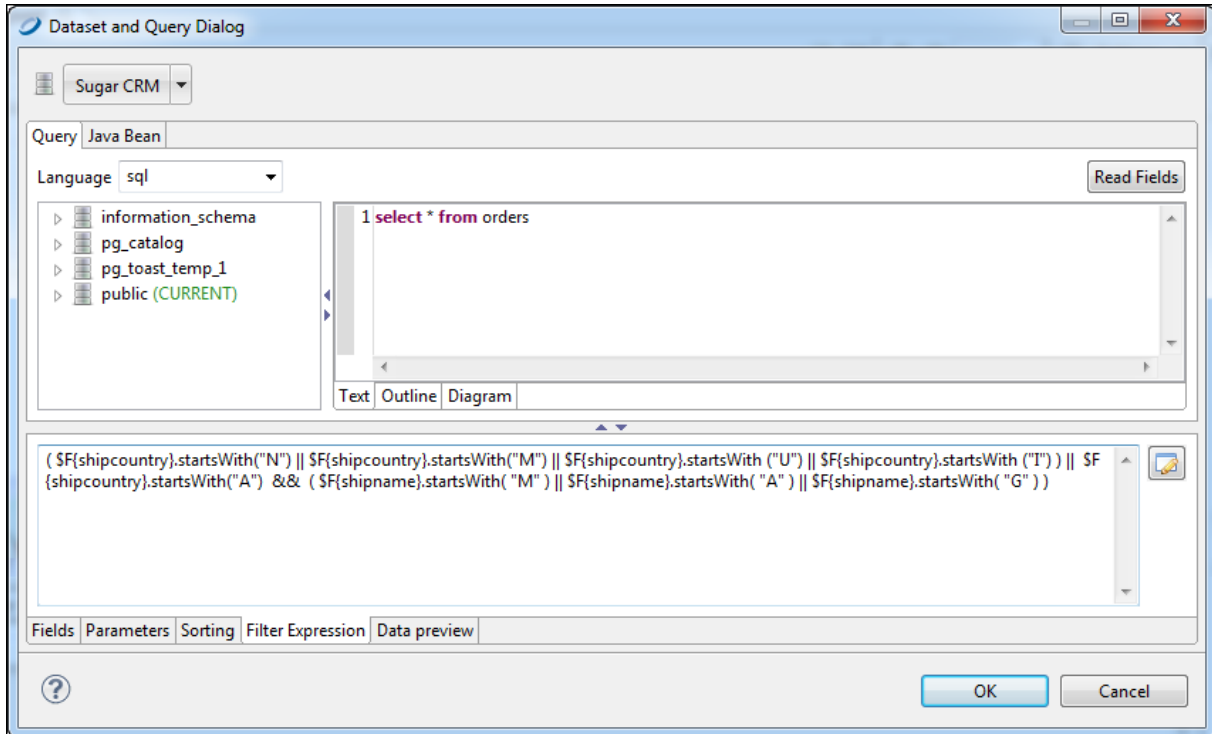 Dataset and Query Dialog
Sugar CRM
Query Java Bean
Language sql Read Fields
information_schema
pg_catalog
pg_toast_temp_1
public (CURRENT)
1 select * from orders
Text Outline Diagram
( $F{shipcountry}.startsWith("N") || $F{shipcountry}.startsWith("M") || $F{shipcountry}.startsWith ("U") || $F{shipcountry}.startsWith ("I") ) || $F
{shipcountry}.startsWith("A") && ( $F{shipname}.startsWith( "M" ) || $F{shipname}.startsWith( "A" ) || $F{shipname}.startsWith( "G" ) )
Fields Parameters Sorting Filter Expression Data preview
? OK Cancel